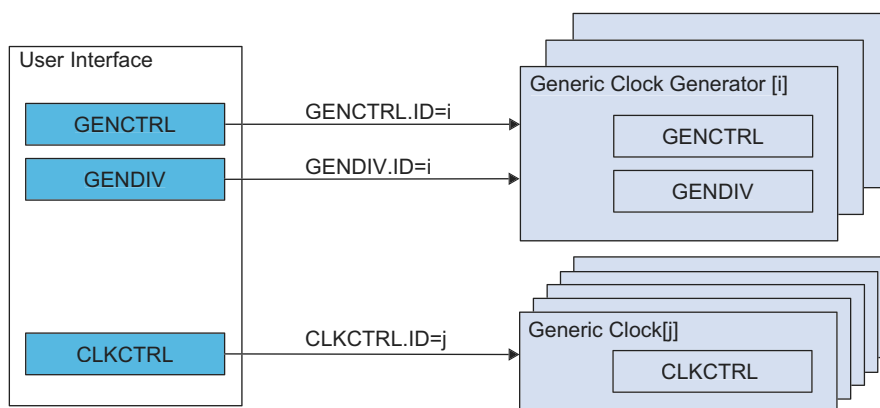 User Interface
GENCTRL
GENDIV
CLKCTRL
GENCTRL.ID=i
GENDIV.ID=i
CLKCTRL.ID=j
Generic Clock Generator [i]
GENCTRL
GENDIV
Generic Clock[j]
CLKCTRL